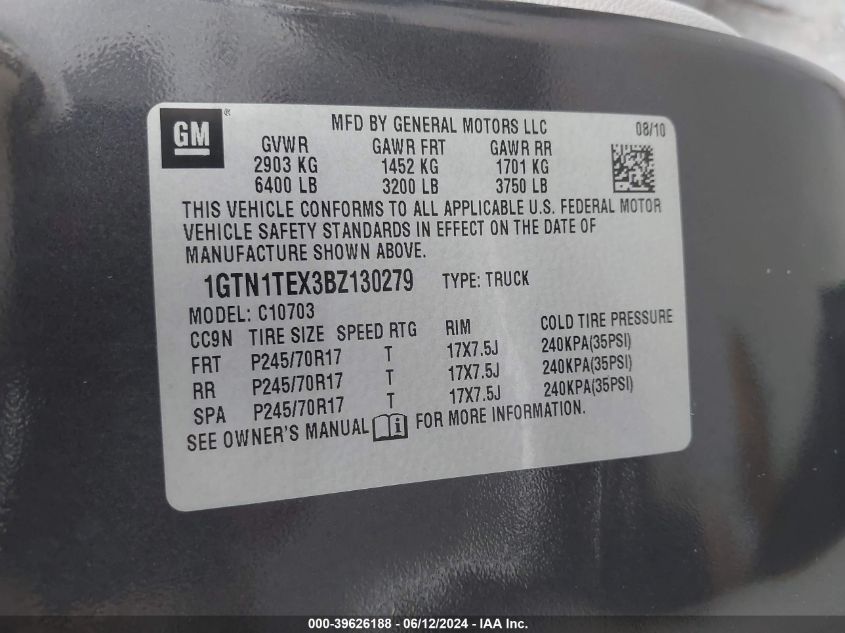 GM®
MFD BY GENERAL MOTORS LLC 08/10
GVWR GAWR FRT GAWR RR
2903 KG 1452 KG 1701 KG
6400 LB 3200 LB 3750 LB
THIS VEHICLE CONFORMS TO ALL APPLICABLE U.S. FEDERAL MOTOR
VEHICLE SAFETY STANDARDS IN EFFECT ON THE DATE OF
MANUFACTURE SHOWN ABOVE.
1GTN1TEX3BZ130279 TYPE: TRUCK
MODEL: C10703
CC9N TIRE SIZE SPEED RTG RIM COLD TIRE PRESSURE
FRT P245/70R17 T 17X7.5J 240KPA(35PSI)
RR P245/70R17 T 17X7.5J 240KPA(35PSI)
SPA P245/70R17 T 17X7.5J 240KPA(35PSI)
SEE OWNER'S MANUAL i FOR MORE INFORMATION.
000-39626188 - 06/12/2024 - IAA Inc.